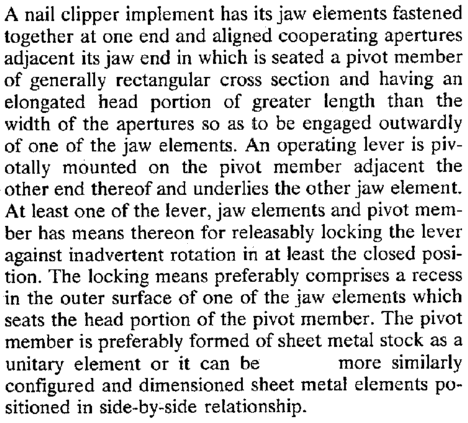 A nail clipper implement has its jaw elements fastened
together at one end and aligned cooperating apertures
adjacent its jaw end in which is seated a pivot member
of generally rectangular cross section and having an
elongated head portion of greater length than the
width of the apertures so as to be engaged outwardly
of one of the jaw elements. An operating lever is piv-
otally mounted on the pivot member adjacent the
other end thereof and underlies the other jaw element.
At least one of the lever, jaw elements and pivot mem-
ber has means thereon for releasably locking the lever
against inadvertent rotation in at least the closed posi-
tion. The locking means preferably comprises a recess
in the outer surface of one of the jaw elements which
seats the head portion of the pivot member. The pivot
member is preferably formed of sheet metal stock as a
unitary element or it can be more similarly
configured and dimensioned sheet metal elements po-
sitioned in side-by-side relationship.